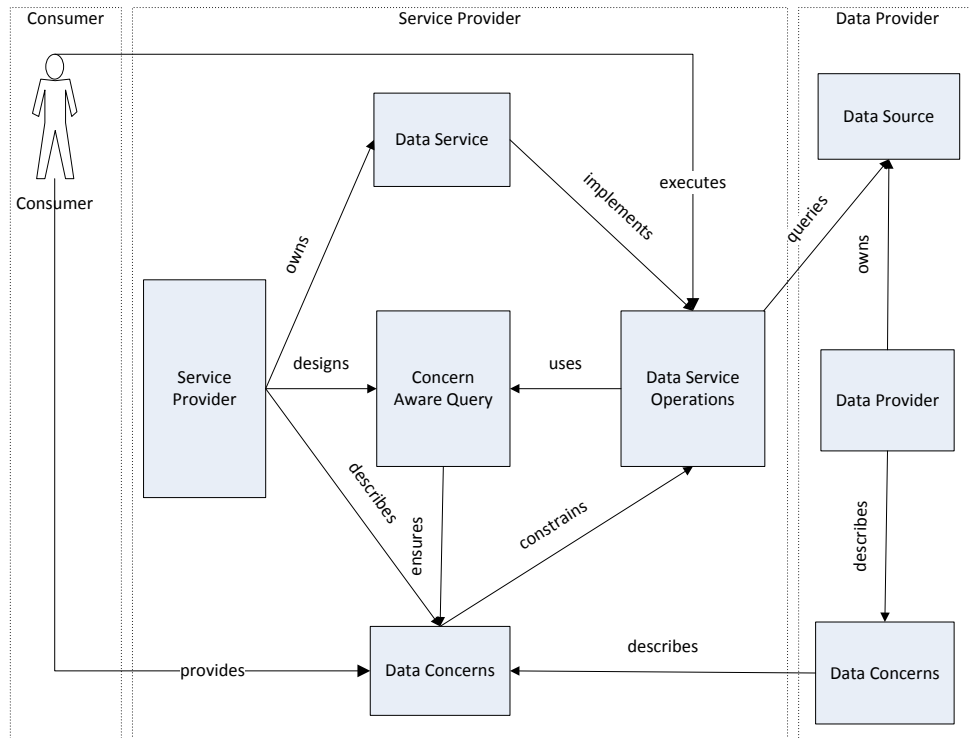 Consumer
Service Provider
Data Provider
Data Source
Data Service
executes
implements
queries
Consumer
owns
owns
designs
uses
Service
Provider
Concern
Aware Query
Data Service
Operations
Data Provider
describes
ensures
constrains
describes
describes
provides
Data Concerns
Data Concerns